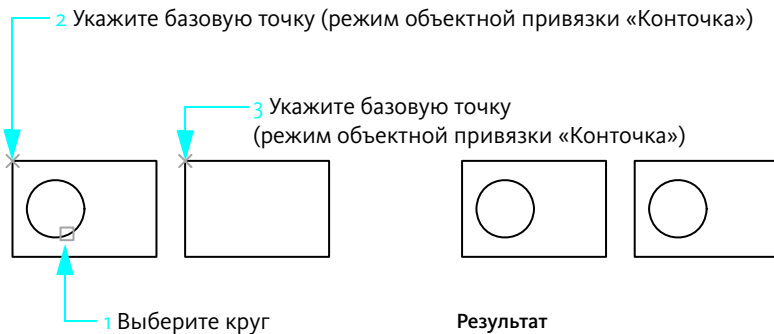 2 Укажите базовую точку (режим объектной привязки «Конточка»)
3 Укажите базовую точку
(режим объектной привязки «Конточка»)
1 Выберите круг
Результат